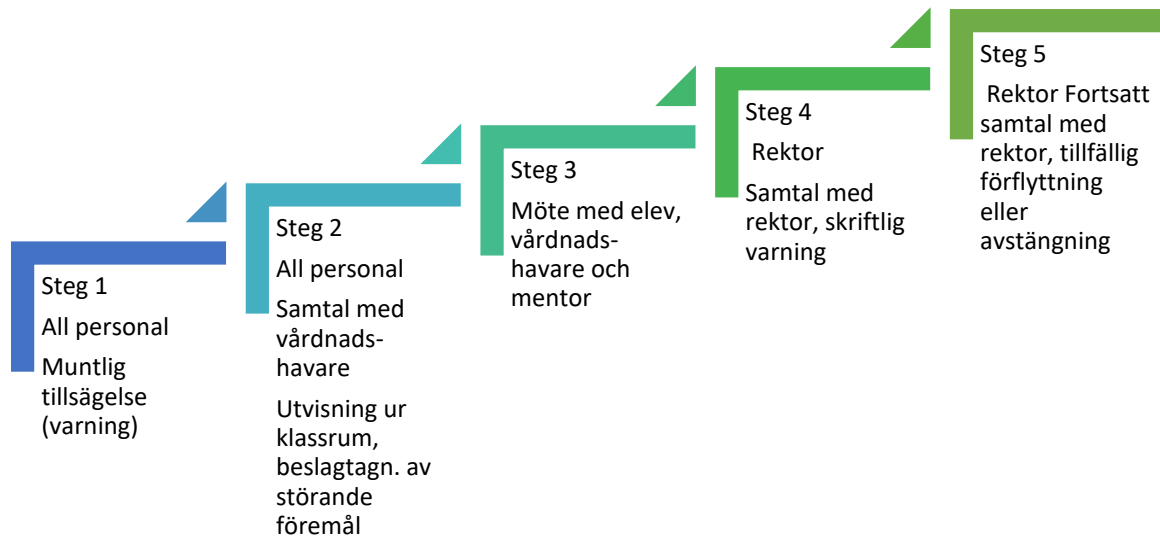 Steg 1
All personal
Muntlig
tillsägelse
(varning)
Steg 2
All personal
Samtal med
vårdnads-
havare
Utvisning ur
klassrum,
beslagtagn. av
störande
föremål
Steg 3
Möte med elev,
vårdnads-
havare och
mentor
Steg 4
Rektor
Samtal med
rektor, skriftlig
varning
Steg 5
Rektor Fortsatt
samtal med
rektor, tillfällig
förflyttning
eller
avstängning